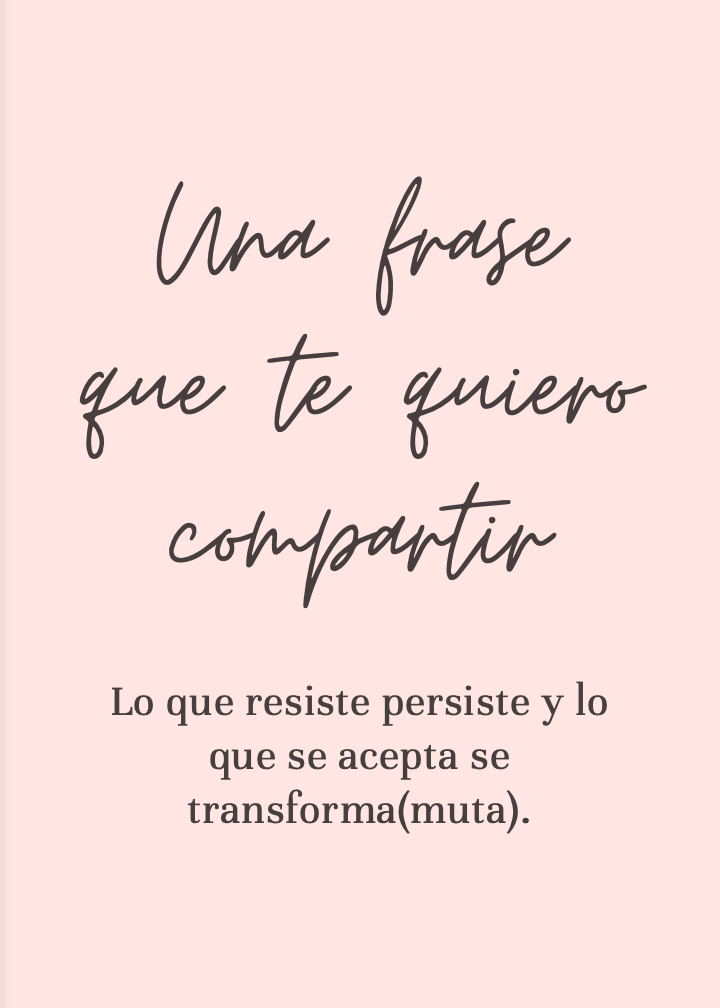 Una frase
que te quiero
compartir
Lo que resiste persiste y lo
que se acepta se
transforma(muta).